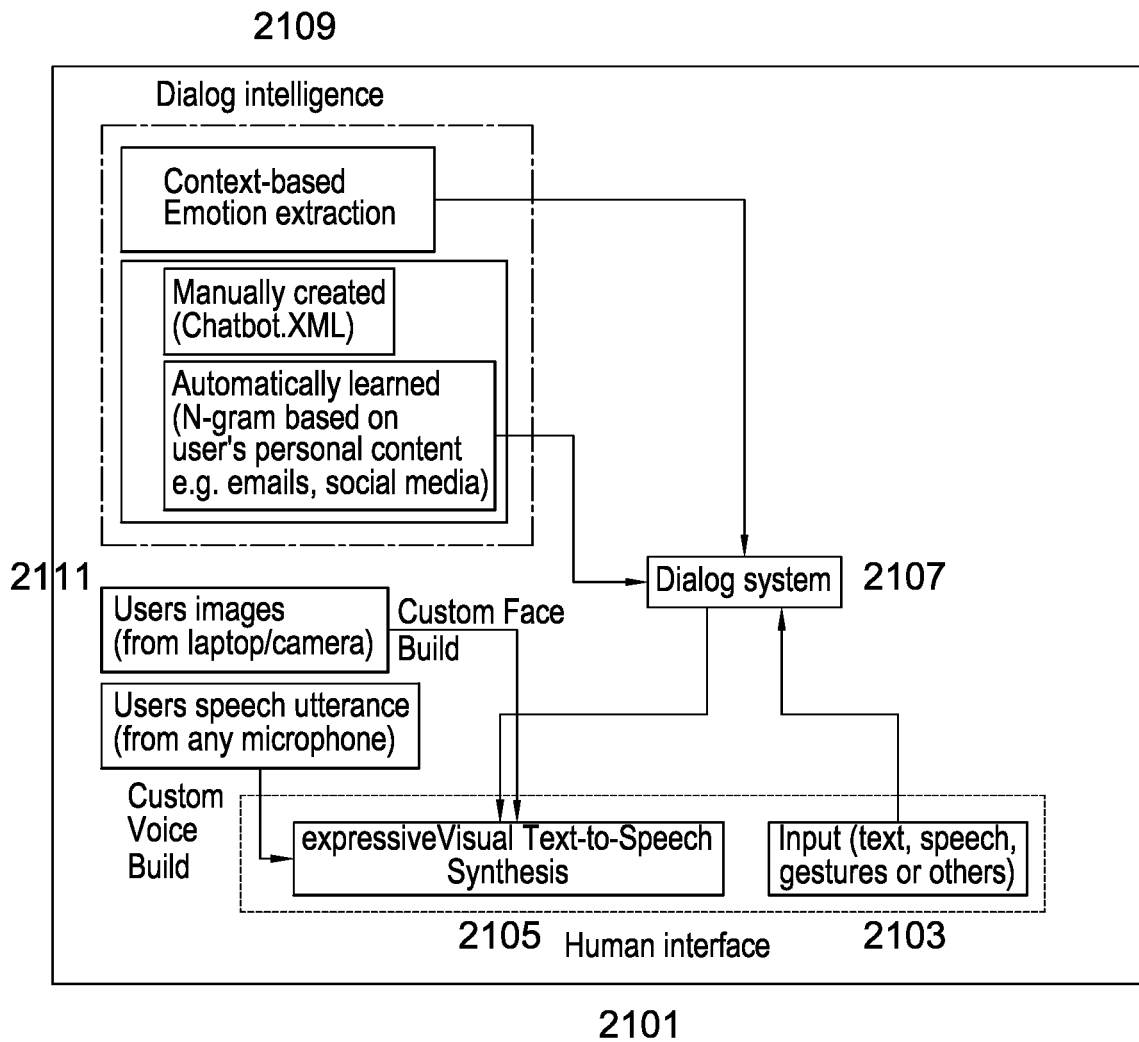 2109
Dialog intelligence
Context-based
Emotion extraction
Manually created
(Chatbot.XML)
Automatically learned
(N-gram based on
user's personal content
e.g. emails, social media)
2111
Dialog system
2107
Users images
(from laptop/camera)
Custom Face
Build
Users speech utterance
(from any microphone)
Custom
Voice
Build
expressiveVisual Text-to-Speech
Synthesis
Input (text, speech,
gestures or others)
2105
Human interface
2103
2101